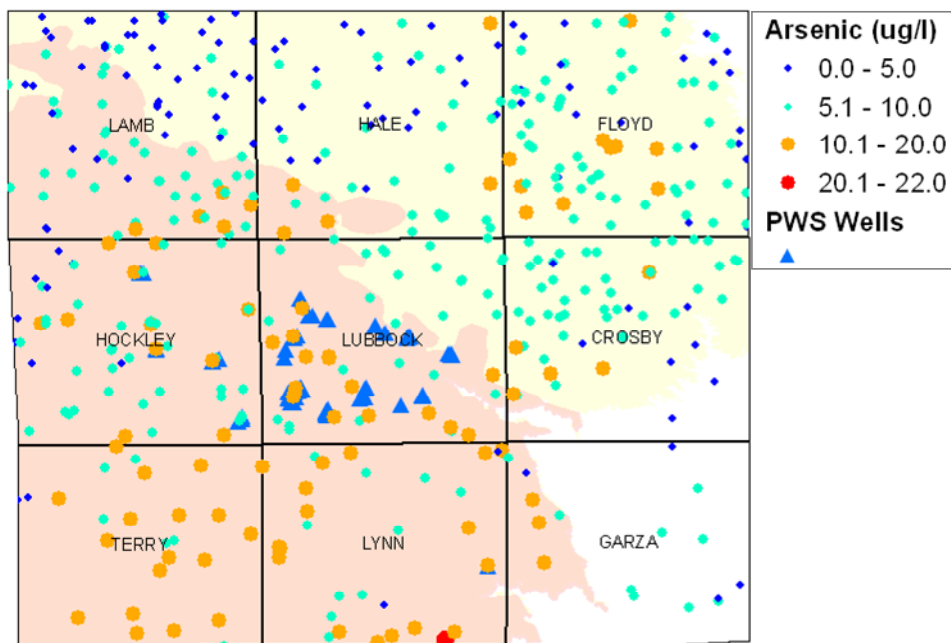 Arsenic (ug/l)
0.0 - 5.0
5.1 - 10.0
10.1 - 20.0
20.1 - 22.0
PWS Wells
LAMB
HALE
FLOYD
HOCKLEY
LUBBOCK
CROSBY
TERRY
LYNN
GARZA